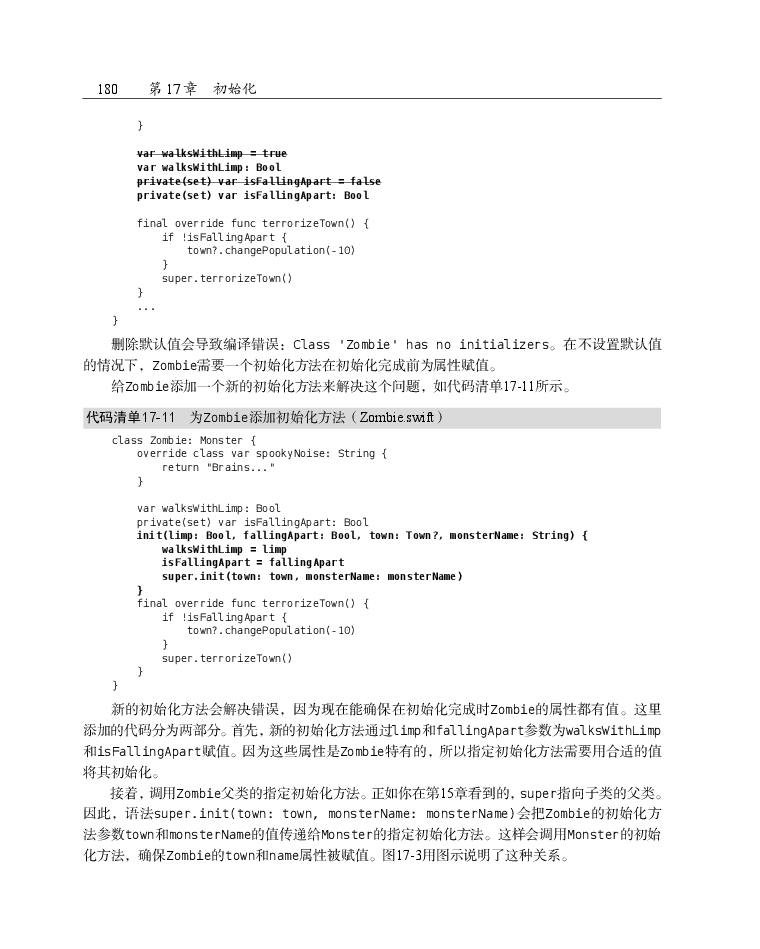 180 第 17 章 初始化
}
var walksWithLimp = true
var walksWithLimp: Bool
private(set) var isFallingApart = false
private(set) var isFallingApart: Bool
final override func terrorizeTown() {
if !isFallingApart {
town?.changePopulation(-10)
}
super.terrorizeTown()
}
...
}
删除默认值会导致编译错误：Class 'Zombie' has no initializers。在不设置默认值
的情况下，Zombie需要一个初始化方法在初始化完成前为属性赋值。
给Zombie添加一个新的初始化方法来解决这个问题，如代码清单17-11所示。
代码清单17-11 为Zombie添加初始化方法（Zombie.swift）
class Zombie: Monster {
override class var spookyNoise: String {
return "Brains..."
}
var walksWithLimp: Bool
private(set) var isFallingApart: Bool
init(limp: Bool, fallingApart: Bool, town: Town?, monsterName: String) {
walksWithLimp = limp
isFallingApart = fallingApart
super.init(town: town, monsterName: monsterName)
}
final override func terrorizeTown() {
if !isFallingApart {
town?.changePopulation(-10)
}
super.terrorizeTown()
}
}
新的初始化方法会解决错误，因为现在能确保在初始化完成时Zombie的属性都有值。这里
添加的代码分为两部分。首先，新的初始化方法通过limp和fallingApart参数为walksWithLimp
和isFallingApart赋值。因为这些属性是Zombie特有的，所以指定初始化方法需要用合适的值
将其初始化。
接着，调用Zombie父类的指定初始化方法。正如你在第15章看到的，super指向子类的父类。
因此，语法super.init(town: town, monsterName: monsterName)会把Zombie的初始化方
法参数town和monsterName的值传递给Monster的指定初始化方法。这样会调用Monster的初始
化方法，确保Zombie的town和name属性被赋值。图17-3用图示说明了这种关系。